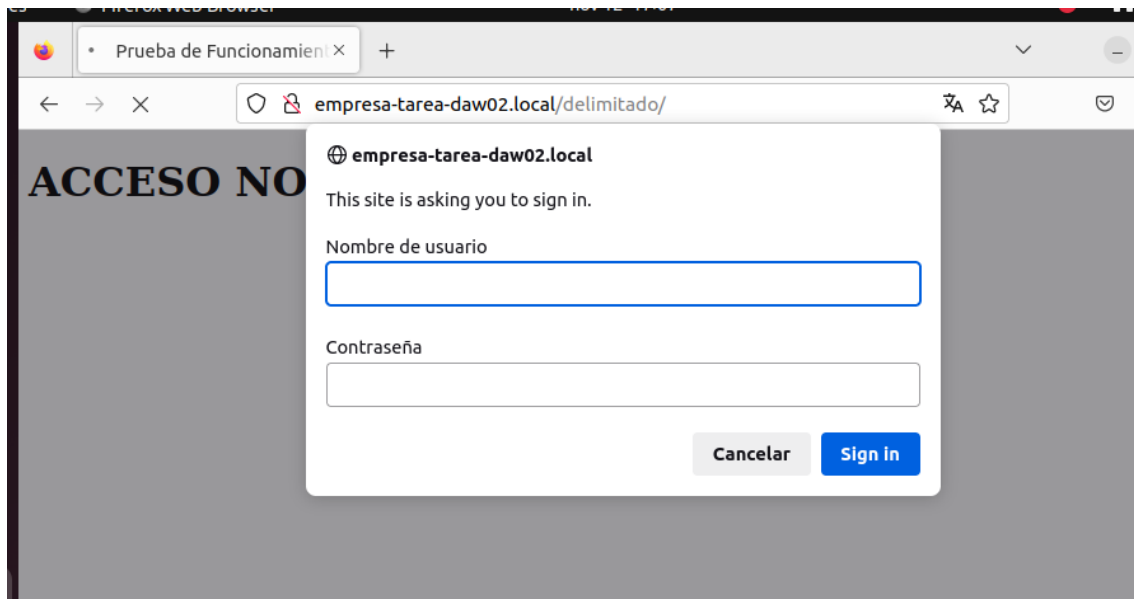 Prueba de Funcionamient
empresa-tarea-daw02.local/delimitado/
empresa-tarea-daw02.local
ACCESO NO
This site is asking you to sign in.
Nombre de usuario
Contraseña
Cancelar
Sign in